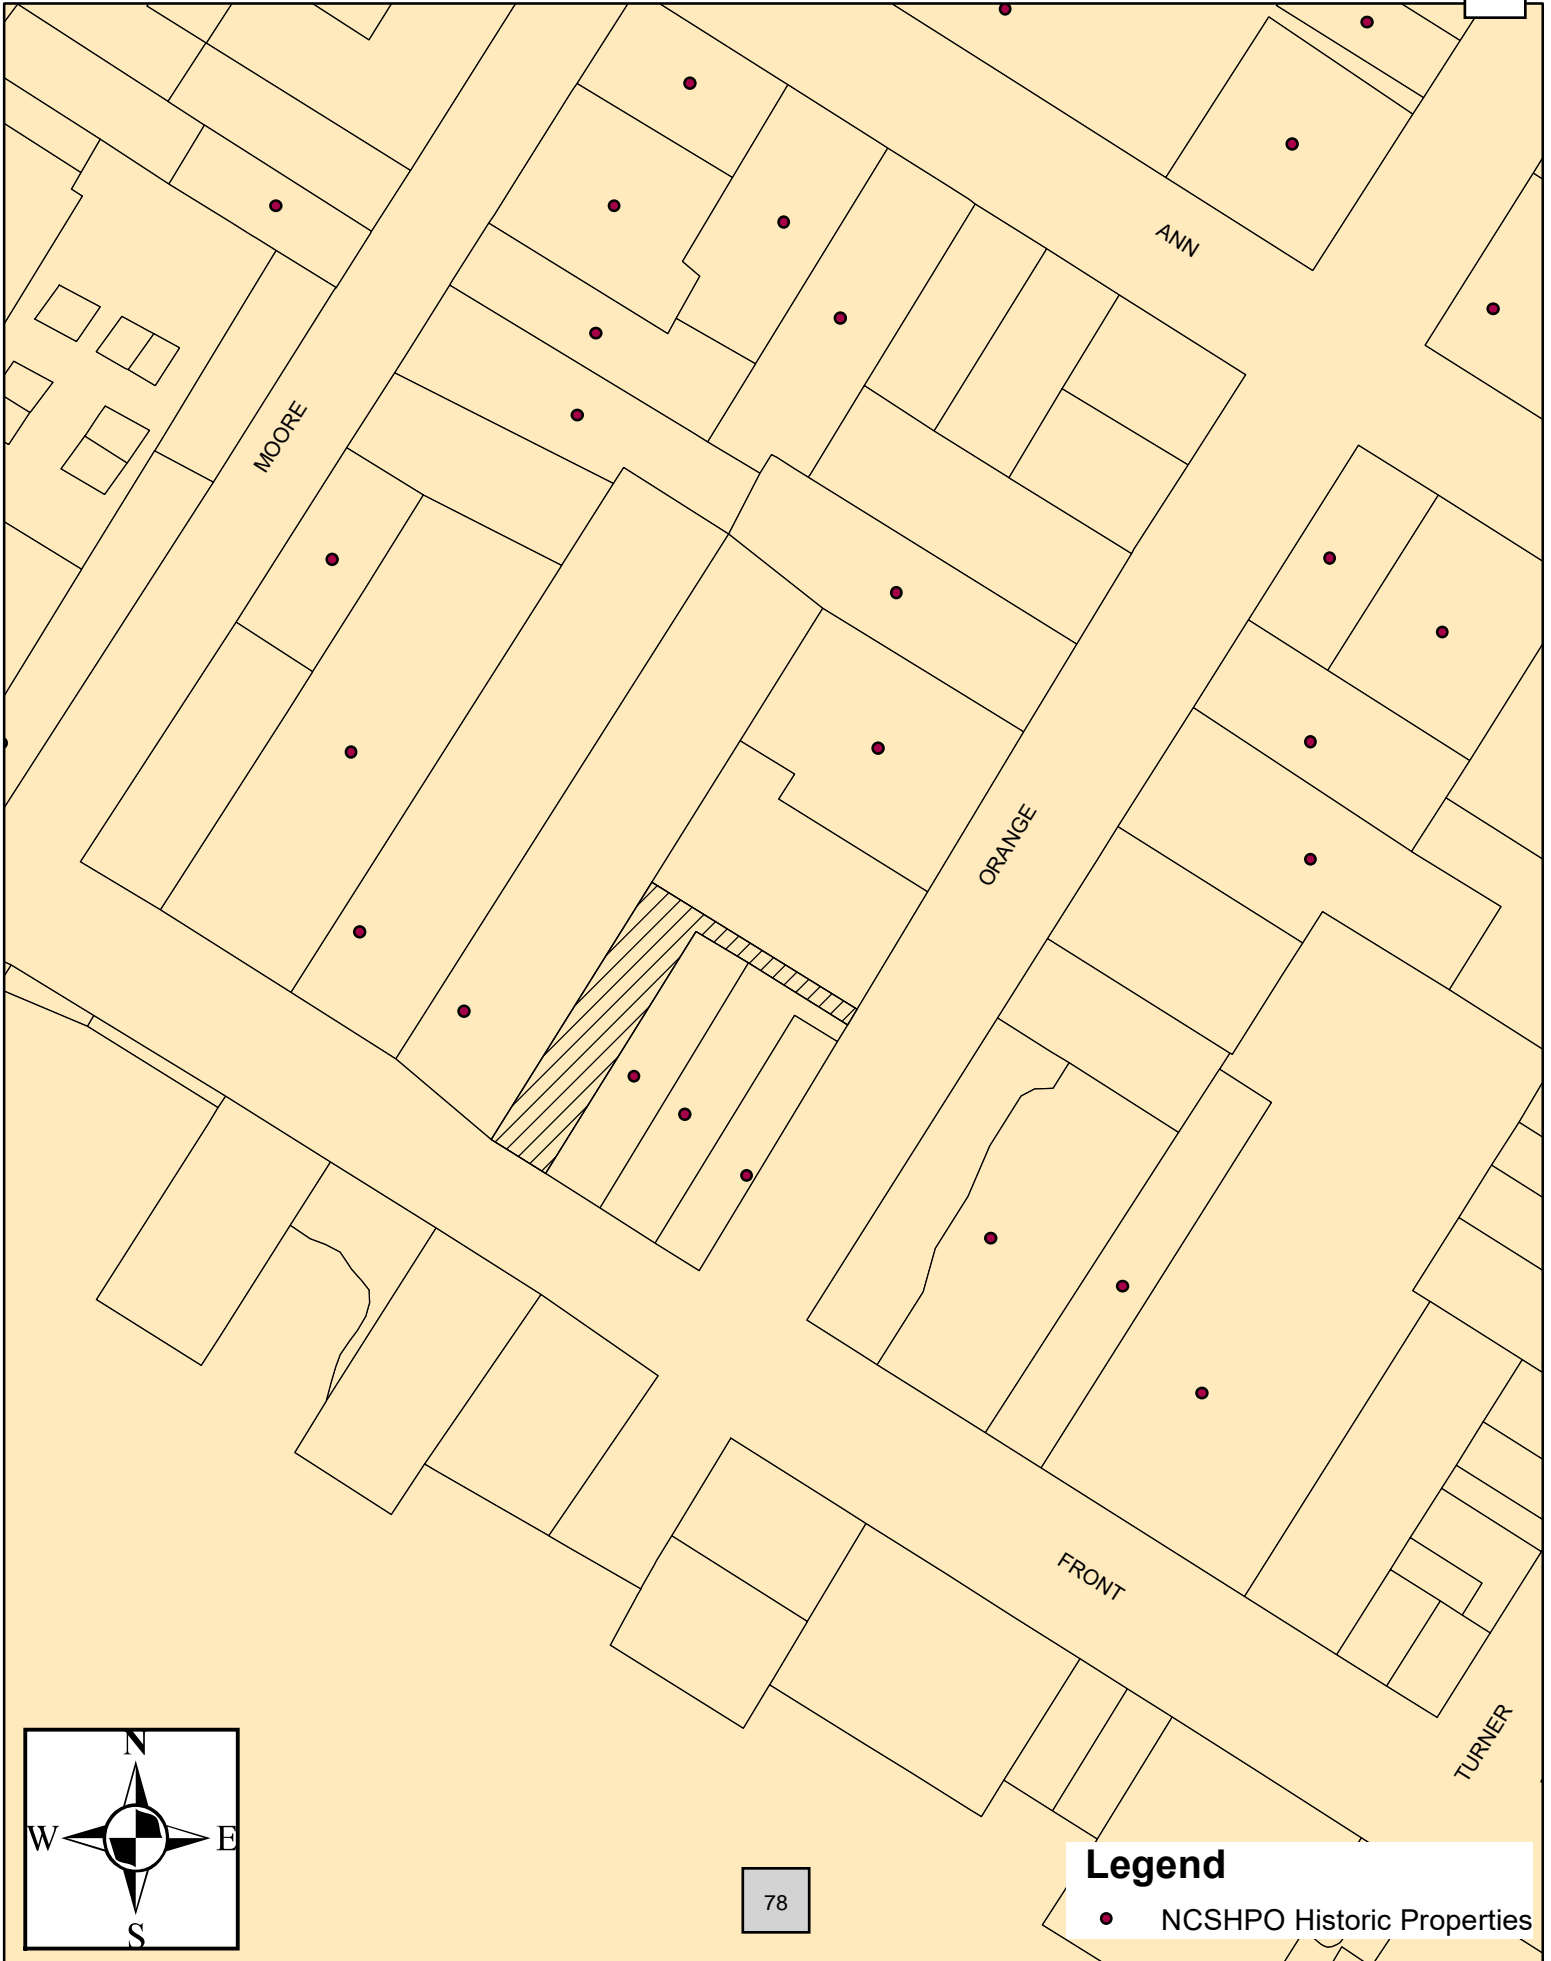 ANN
MOORE
ORANGE
FRONT
TURNER
N
W E
S
78
Legend
NCSHPO Historic Properties